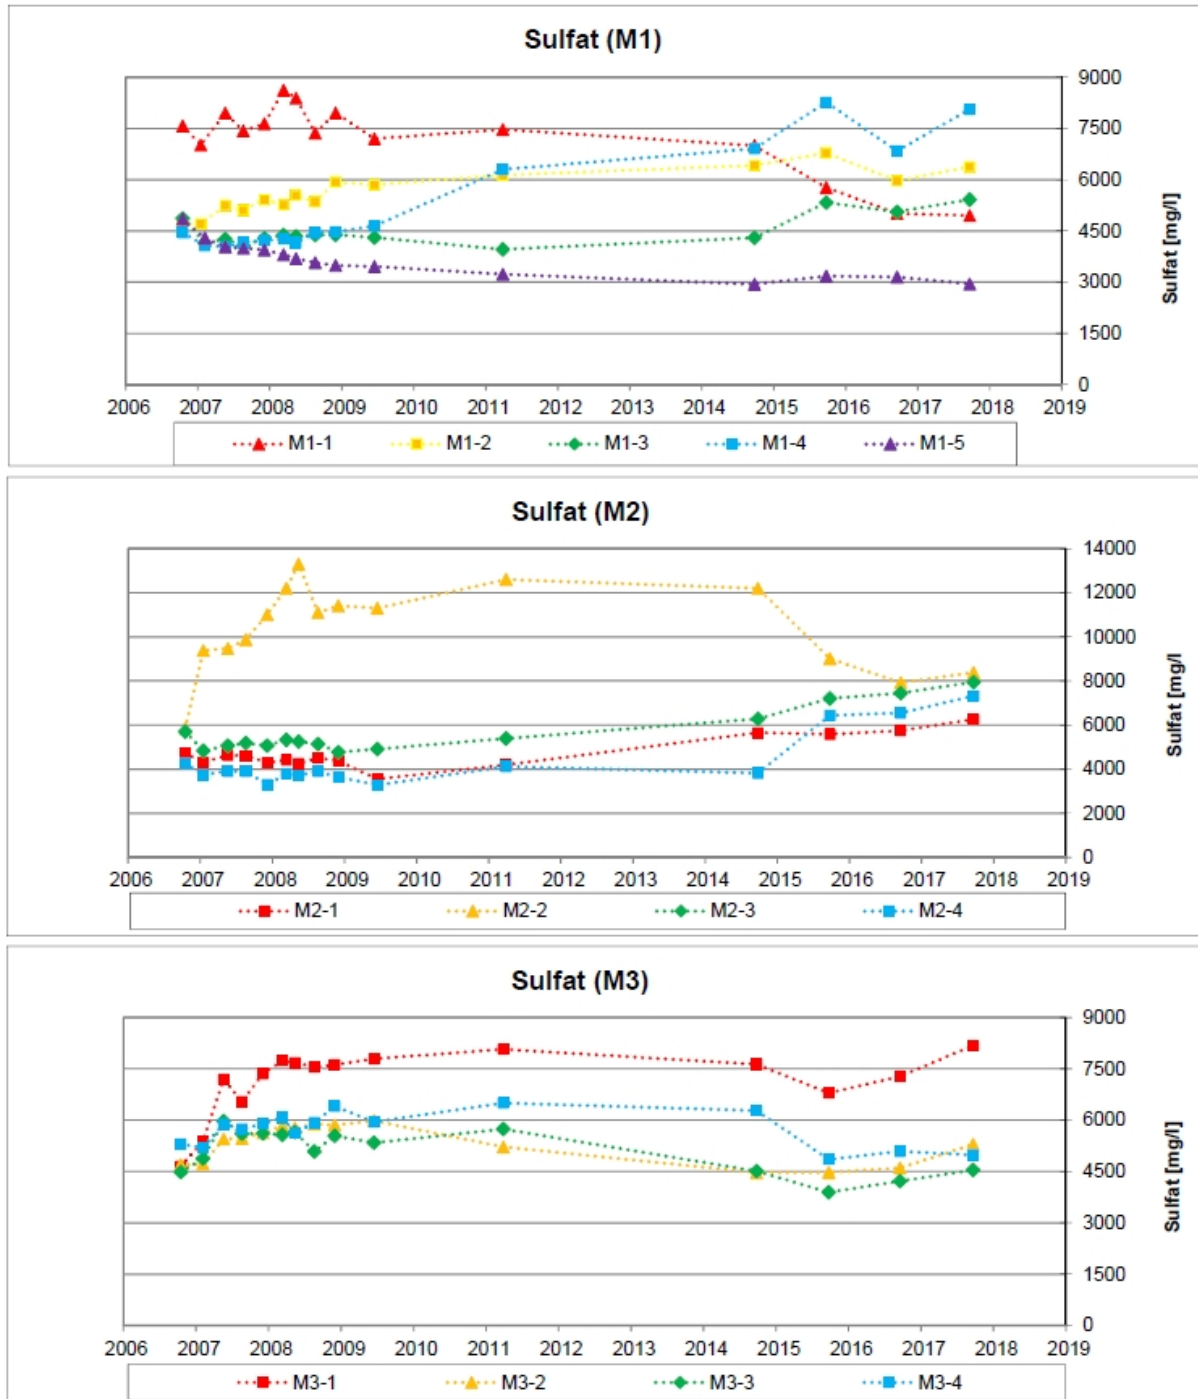 Sulfat (M1)
9000
7500
6000
4500
3000
1500
0
Sulfat [mg/l]
2006 2007 2008 2009 2010 2011 2012 2013 2014 2015 2016 2017 2018 2019
M1-1 M1-2 M1-3 M1-4 M1-5
Sulfat (M2)
14000
12000
10000
8000
6000
4000
2000
0
Sulfat [mg/l
2006 2007 2008 2009 2010 2011 2012 2013 2014 2015 2016 2017 2018 2019
M2-1 M2-2 M2-3 M2-4
Sulfat (M3)
9000
7500
6000
4500
3000
1500
0
Sulfat [mg/l]
2006 2007 2008 2009 2010 2011 2012 2013 2014 2015 2016 2017 2018 2019
M3-1 M3-2 M3-3 M3-4